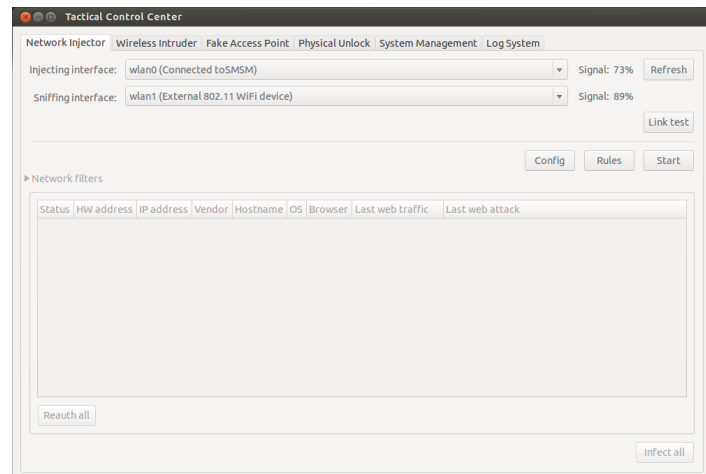 Tactical Control Center
Network Injector Wireless Intruder Fake Access Point Physical Unlock System Management Log System
Injecting interface: wlan0 (Connected toSMSM) Signal: 73% Refresh
Sniffing interface: wlan1 (External 802.11 WiFi device) Signal: 89%
Link test
Config Rules Start
Network filters
Status HW address IP address Vendor Hostname OS Browser Last web traffic Last web attack
Reauth all
Infect all